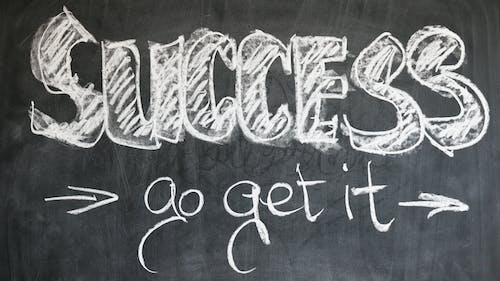 SUCCESS
→ go get it →